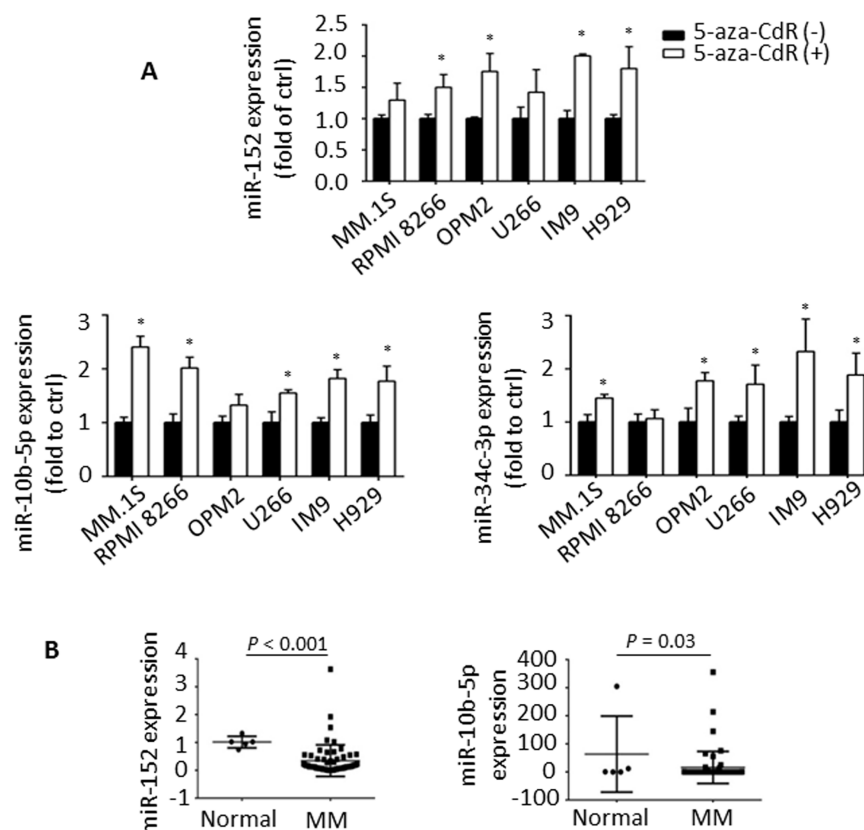 A
miR-152 expression
(fold of ctrl)
2.5
2.0
1.5
1.0
0.5
0.0
* * * *
5-aza-CdR (-)
5-aza-CdR (+)
MM.1S
RPMI 8266
OPM2
U266
IM9
H929
miR-10b-5p expression
(fold to ctrl)
3
2
1
0
* * * * *
MM.1S
RPMI 8266
OPM2
U266
IM9
H929
miR-34c-3p expression
(fold to ctrl)
3
2
1
0
* * * * *
MM.1S
RPMI 8266
OPM2
U266
IM9
H929
B
miR-152 expression
4
3
2
1
0
-1
P < 0.001
Normal MM
miR-10b-5p
expression
400
300
200
100
0
-100
P = 0.03
Normal MM